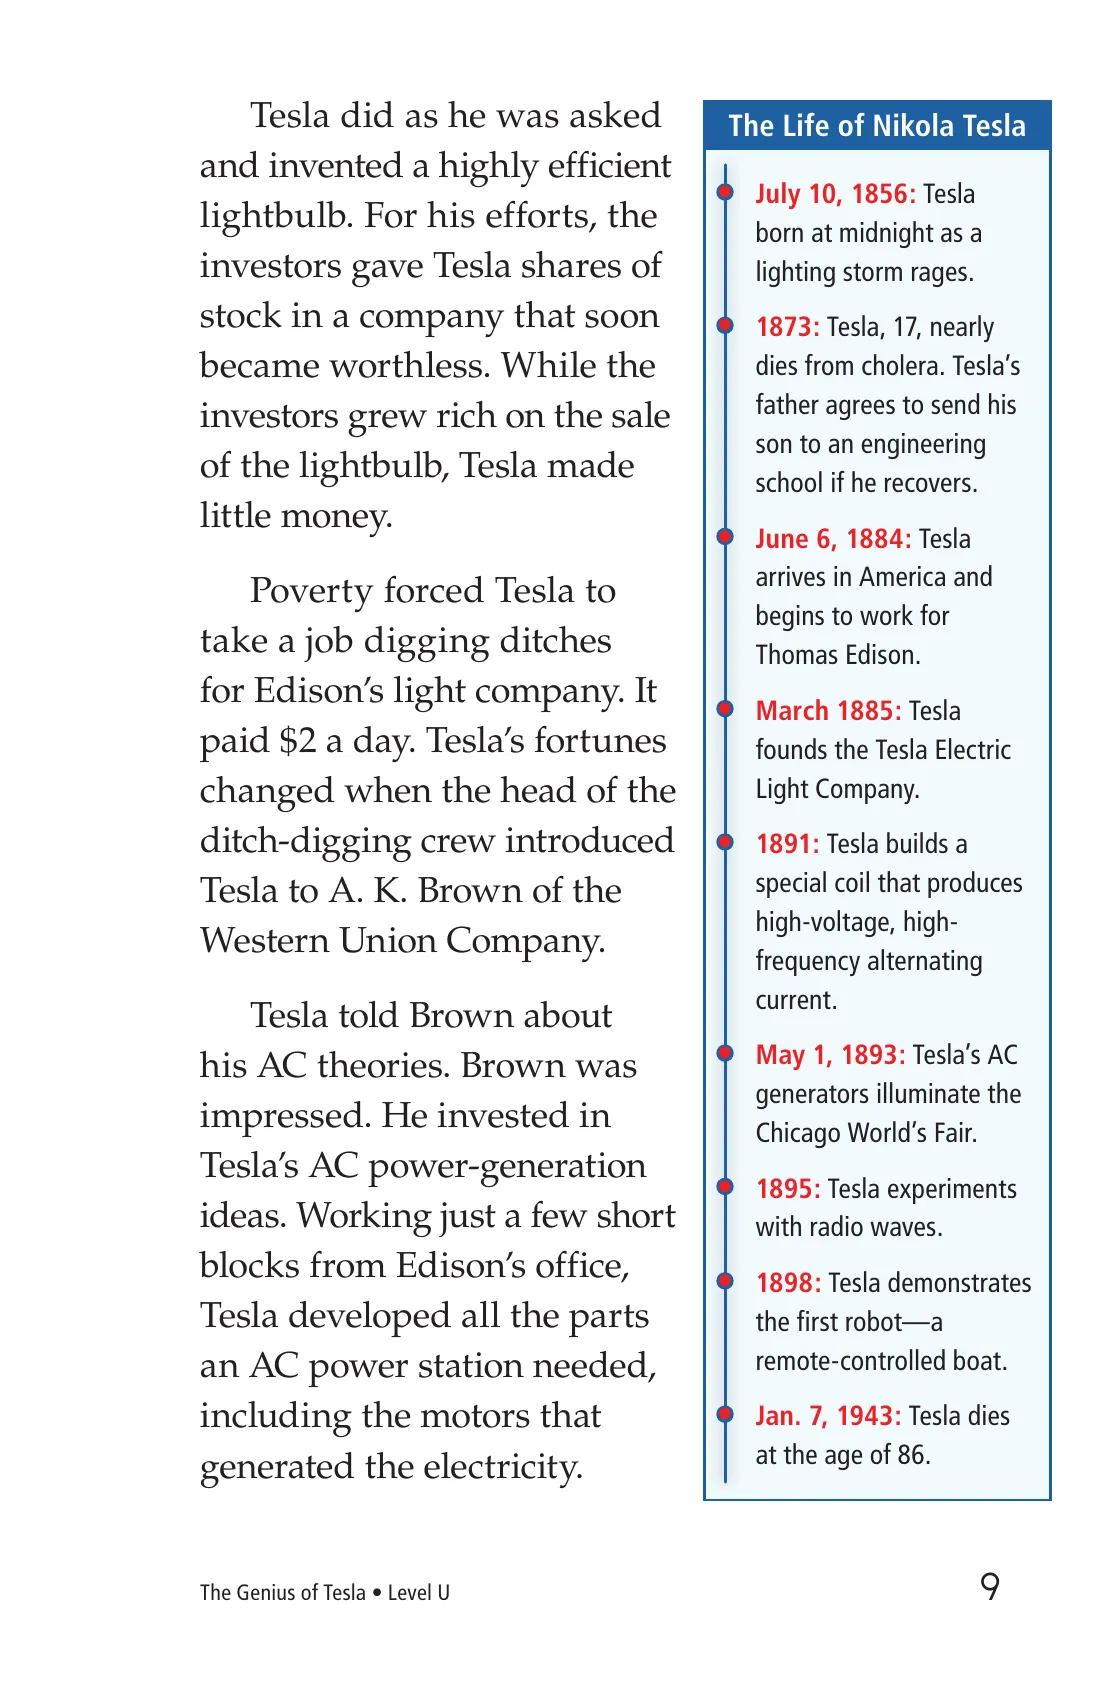 Tesla did as he was asked
and invented a highly efficient
lightbulb. For his efforts, the
investors gave Tesla shares of
stock in a company that soon
became worthless. While the
investors grew rich on the sale
of the lightbulb, Tesla made
little money.
Poverty forced Tesla to
take a job digging ditches
for Edison’s light company. It
paid $2 a day. Tesla’s fortunes
changed when the head of the
ditch-digging crew introduced
Tesla to A. K. Brown of the
Western Union Company.
Tesla told Brown about
his AC theories. Brown was
impressed. He invested in
Tesla’s AC power-generation
ideas. Working just a few short
blocks from Edison’s office,
Tesla developed all the parts
an AC power station needed,
including the motors that
generated the electricity.
The Life of Nikola Tesla
July 10, 1856: Tesla
born at midnight as a
lighting storm rages.
1873: Tesla, 17, nearly
dies from cholera. Tesla’s
father agrees to send his
son to an engineering
school if he recovers.
June 6, 1884: Tesla
arrives in America and
begins to work for
Thomas Edison.
March 1885: Tesla
founds the Tesla Electric
Light Company.
1891: Tesla builds a
special coil that produces
high-voltage, high-
frequency alternating
current.
May 1, 1893: Tesla’s AC
generators illuminate the
Chicago World’s Fair.
1895: Tesla experiments
with radio waves.
1898: Tesla demonstrates
the first robot—a
remote-controlled boat.
Jan. 7, 1943: Tesla dies
at the age of 86.
The Genius of Tesla • Level U
9